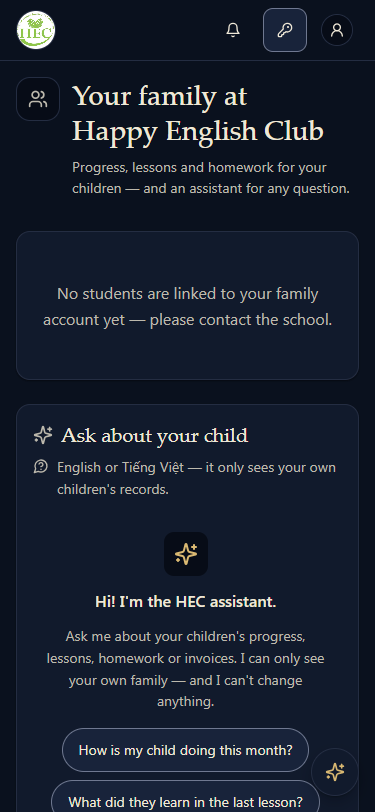 HEC
Your family at
Happy English Club
Progress, lessons and homework for your
children — and an assistant for any question.
No students are linked to your family
account yet — please contact the school.
Ask about your child
English or Tiếng Việt — it only sees your own
children's records.
Hi! I'm the HEC assistant.
Ask me about your children's progress,
lessons, homework or invoices. I can only see
your own family — and I can't change
anything.
How is my child doing this month?
What did they learn in the last lesson?